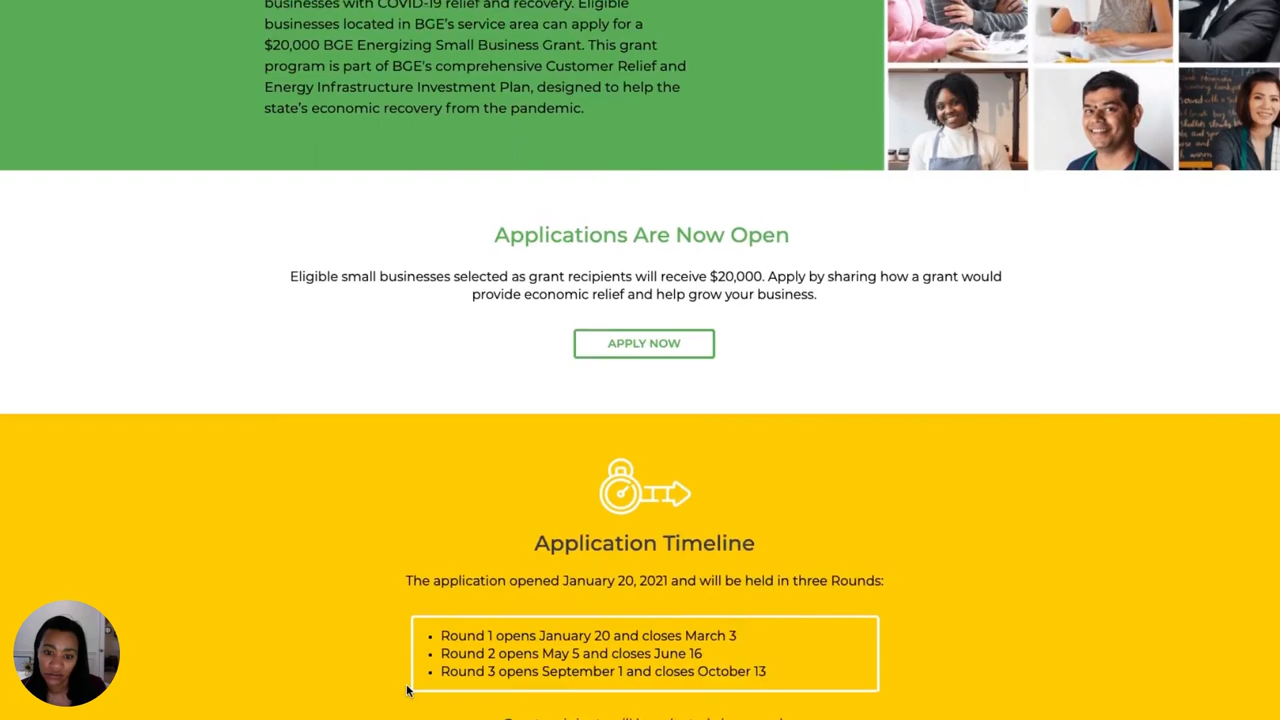 businesses with COVID-19 relief and recovery. Eligible
businesses located in BGE's service area can apply for a
$20,000 BGE Energizing Small Business Grant. This grant
program is part of BGE's comprehensive Customer Relief and
Energy Infrastructure Investment Plan, designed to help the
state's economic recovery from the pandemic.
Applications Are Now Open
Eligible small businesses selected as grant recipients will receive $20,000. Apply by sharing how a grant would
provide economic relief and help grow your business.
APPLY NOW
Application Timeline
The application opened January 20, 2021 and will be held in three Rounds:
• Round 1 opens January 20 and closes March 3
• Round 2 opens May 5 and closes June 16
• Round 3 opens September 1 and closes October 13